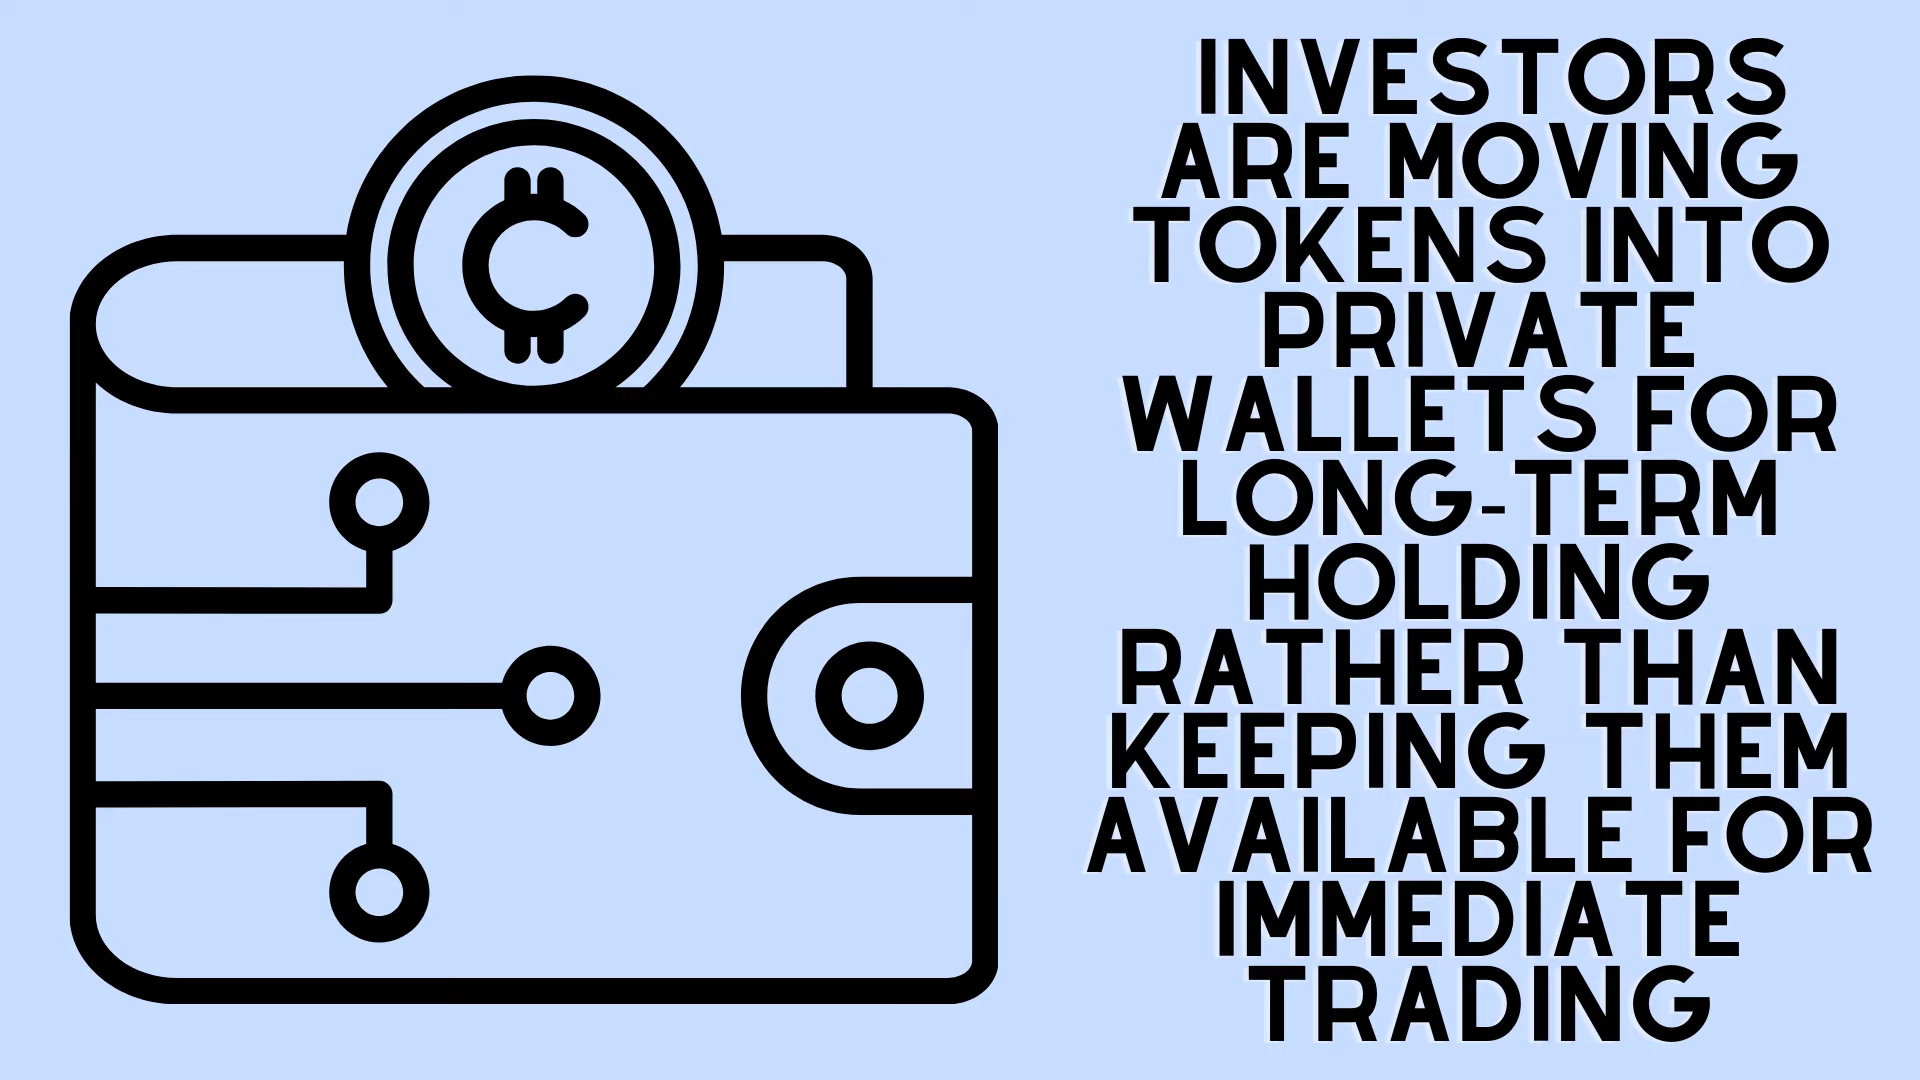 INVESTORS
ARE MOVING
TOKENS INTO
PRIVATE
WALLETS FOR
LONG-TERM
HOLDING
RATHER THAN
KEEPING THEM
AVAILABLE FOR
IMMEDIATE
TRADING